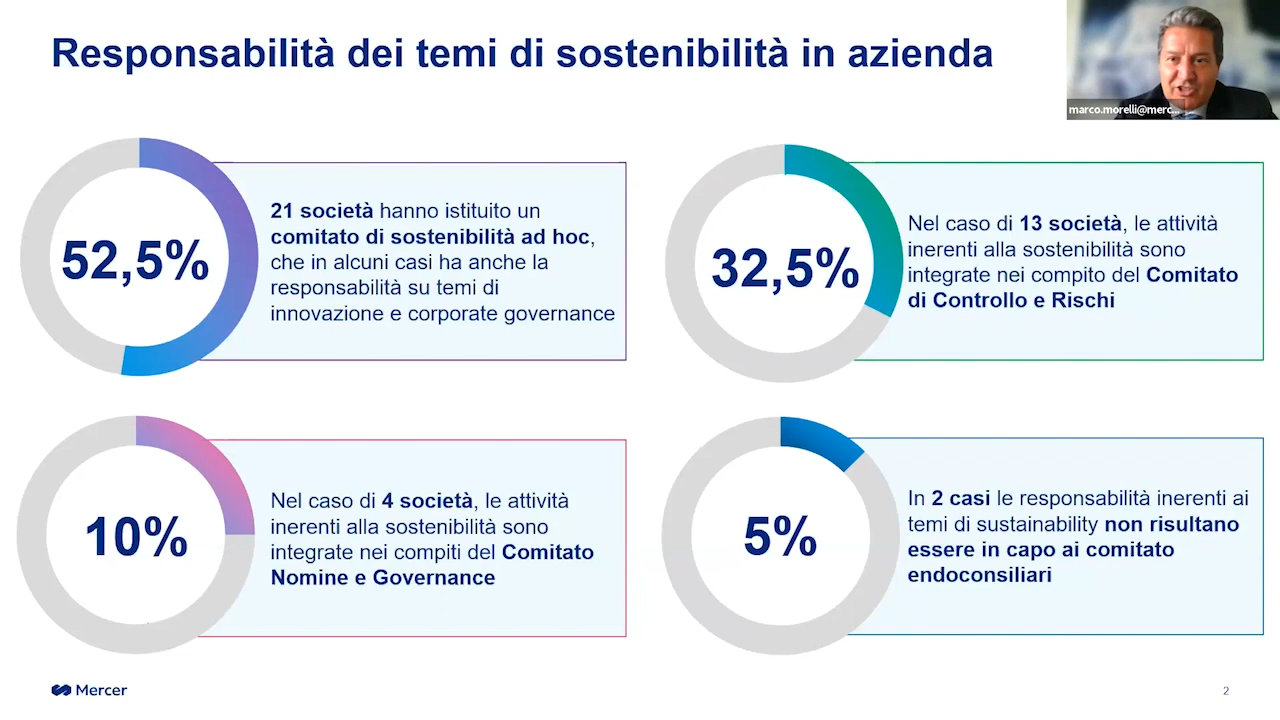 Responsabilità dei temi di sostenibilità in azienda
marco.morelli@merc...
52,5%
21 società hanno istituito un
comitato di sostenibilità ad hoc,
che in alcuni casi ha anche la
responsabilità su temi di
innovazione e corporate governance
32,5%
Nel caso di 13 società, le attività
inerenti alla sostenibilità sono
integrate nei compito del Comitato
di Controllo e Rischi
10%
Nel caso di 4 società, le attività
inerenti alla sostenibilità sono
integrate nei compiti del Comitato
Nomine e Governance
5%
In 2 casi le responsabilità inerenti ai
temi di sustainability non risultano
essere in capo ai comitato
endoconsiliari
Mercer
2